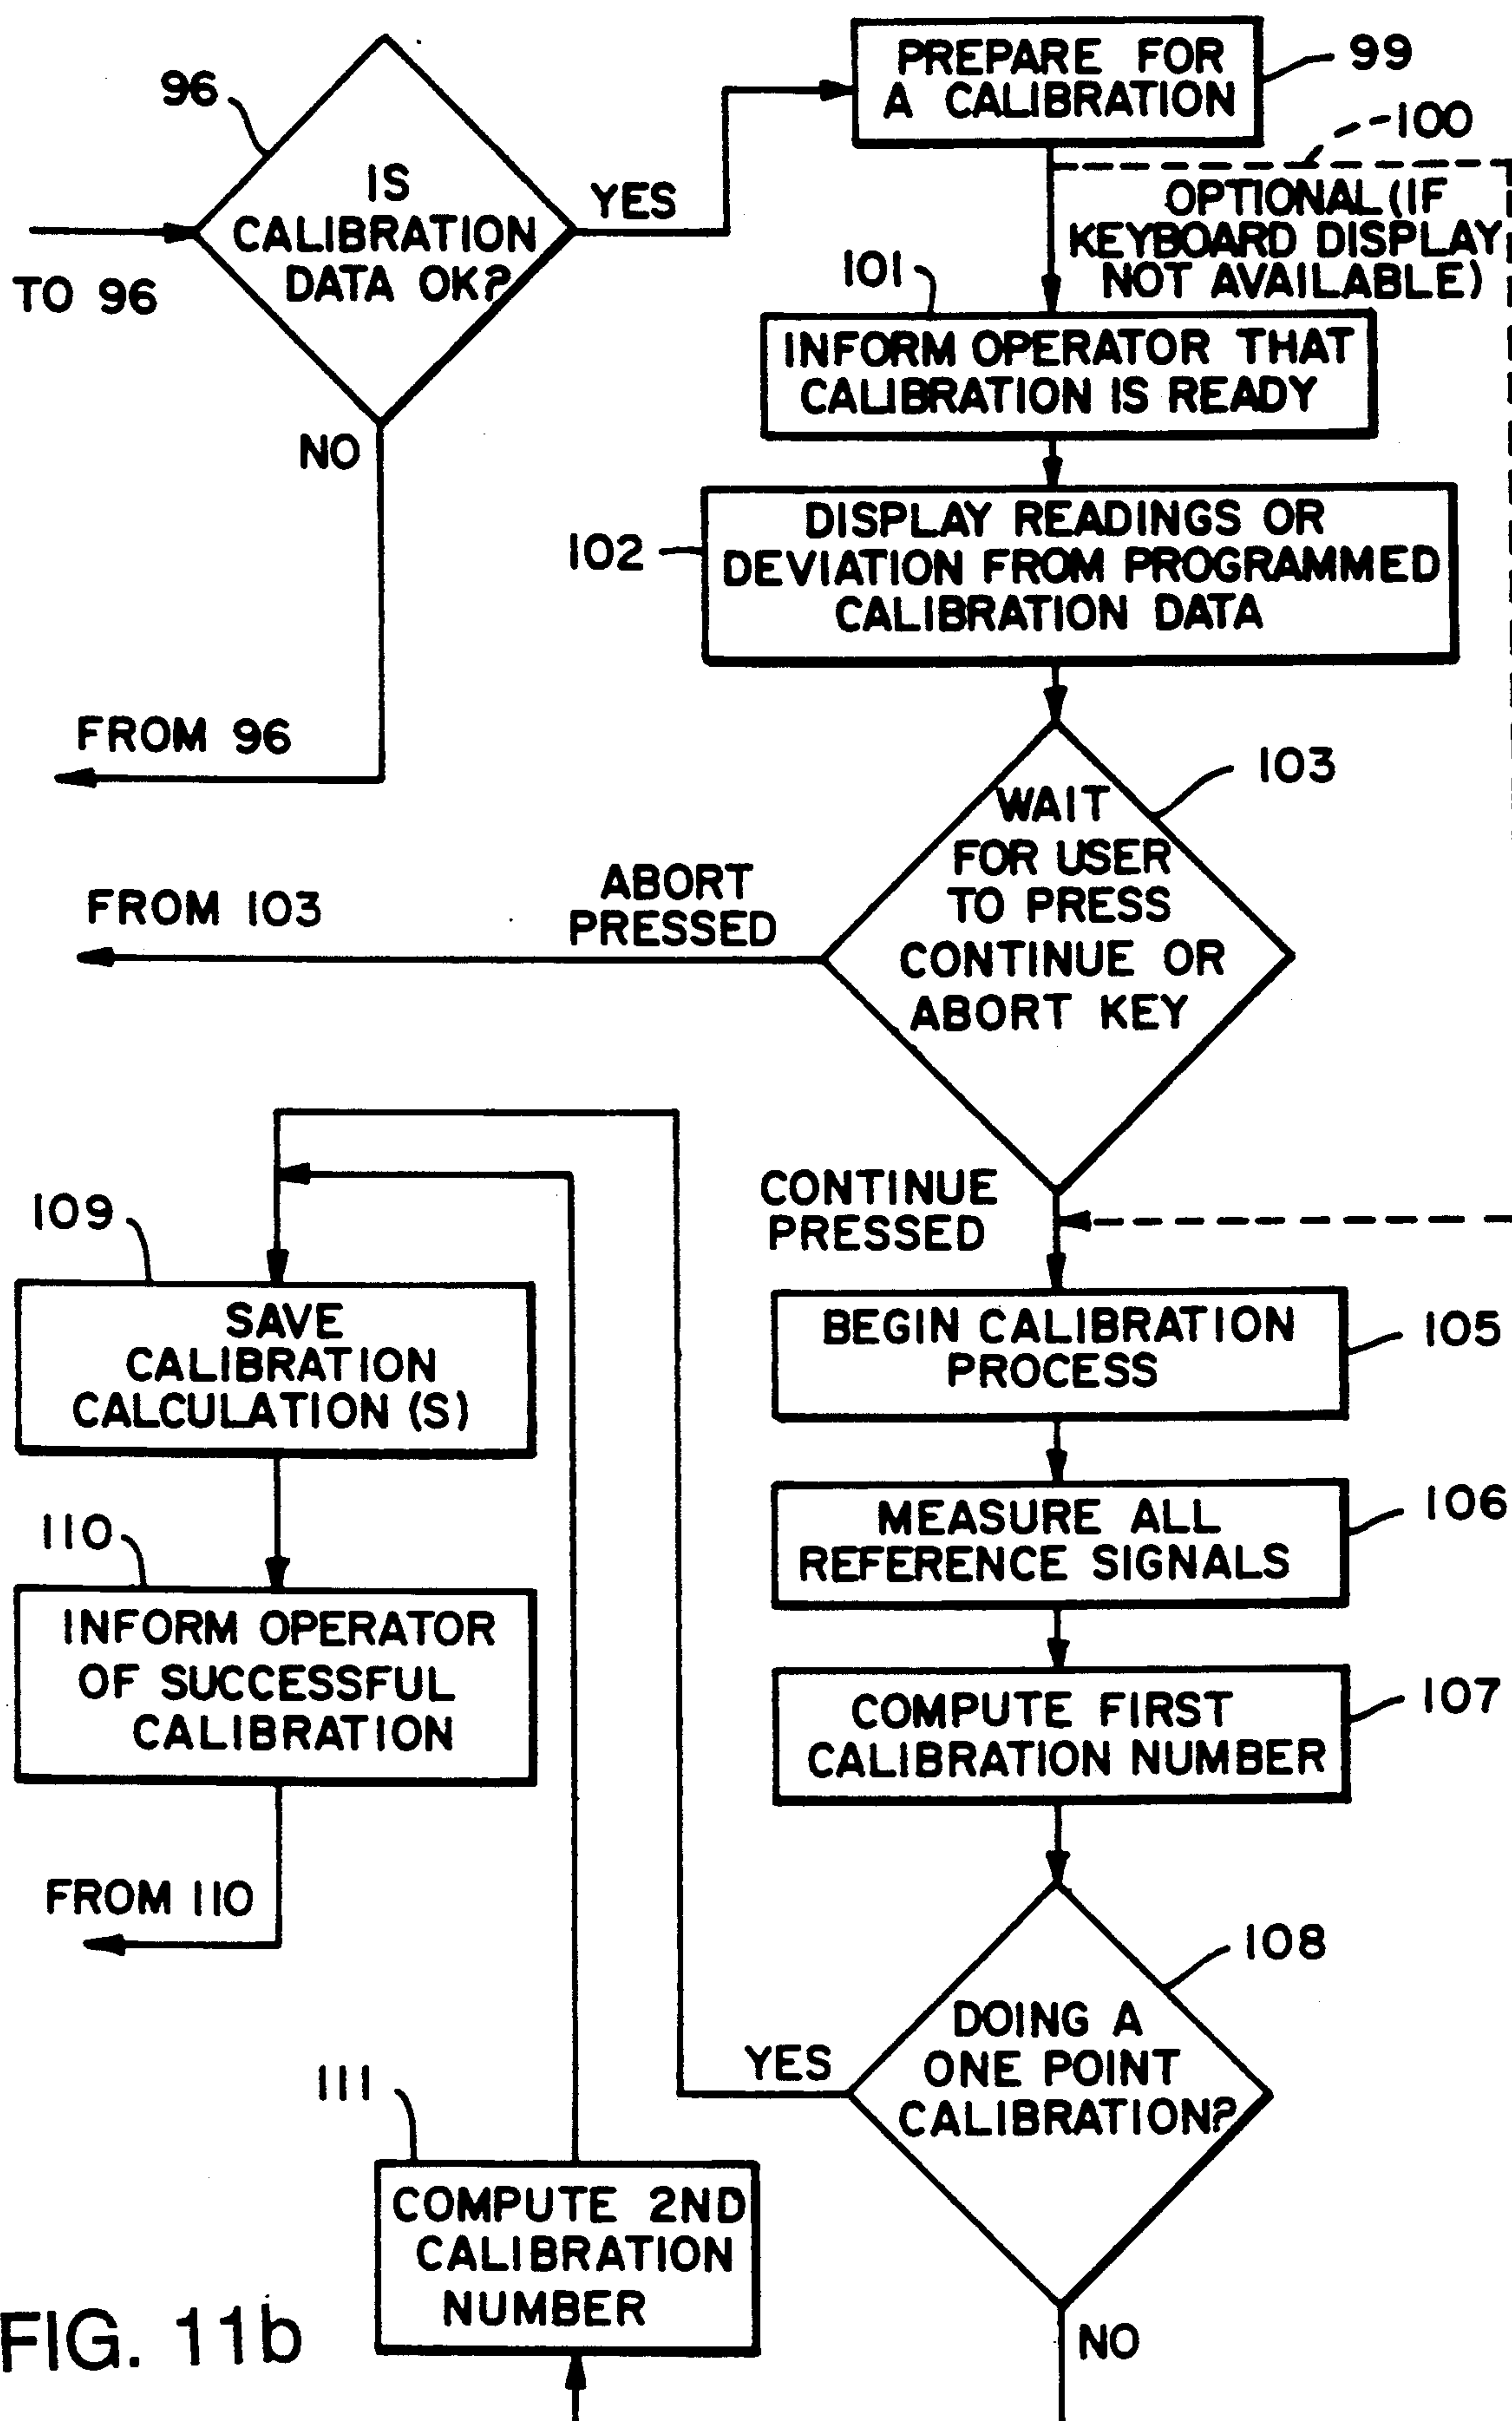 96
IS
CALIBRATION
DATA OK?
TO 96
YES
NO
FROM 96
PREPARE FOR
A CALIBRATION
99
100
OPTIONAL (IF
KEYBOARD DISPLAY
NOT AVAILABLE)
101
INFORM OPERATOR THAT
CALIBRATION IS READY
102
DISPLAY READINGS OR
DEVIATION FROM PROGRAMMED
CALIBRATION DATA
103
WAIT
FOR USER
TO PRESS
CONTINUE OR
ABORT KEY
ABORT
PRESSED
FROM 103
CONTINUE
PRESSED
BEGIN CALIBRATION
PROCESS
105
MEASURE ALL
REFERENCE SIGNALS
106
COMPUTE FIRST
CALIBRATION NUMBER
107
108
DOING A
ONE POINT
CALIBRATION?
YES
NO
109
SAVE
CALIBRATION
CALCULATION (S)
110
INFORM OPERATOR
OF SUCCESSFUL
CALIBRATION
FROM 110
111
COMPUTE 2ND
CALIBRATION
NUMBER
FIG. 11b